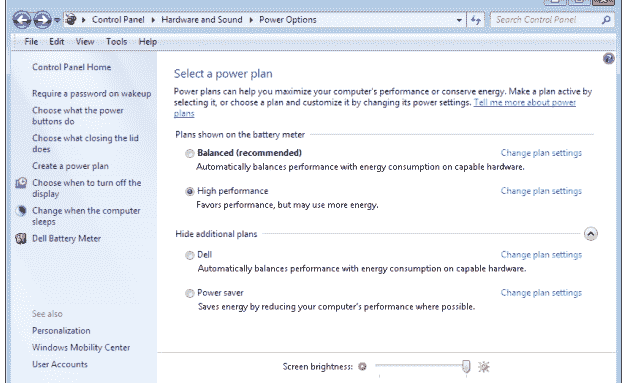 Control Panel ▸ Hardware and Sound ▸ Power Options
Search Control Panel
File Edit View Tools Help
Control Panel Home
Require a password on wakeup
Choose what the power
buttons do
Choose what closing the lid
does
Create a power plan
Choose when to turn off the
display
Change when the computer
sleeps
Dell Battery Meter
See also
Personalization
Windows Mobility Center
User Accounts
Select a power plan
Power plans can help you maximize your computer's performance or conserve energy. Make a plan active by
selecting it, or choose a plan and customize it by changing its power settings. Tell me more about power
plans
Plans shown on the battery meter
Balanced (recommended) Change plan settings
Automatically balances performance with energy consumption on capable hardware.
High performance Change plan settings
Favors performance, but may use more energy.
Hide additional plans
Dell Change plan settings
Automatically balances performance with energy consumption on capable hardware.
Power saver Change plan settings
Saves energy by reducing your computer's performance where possible.
Screen brightness: